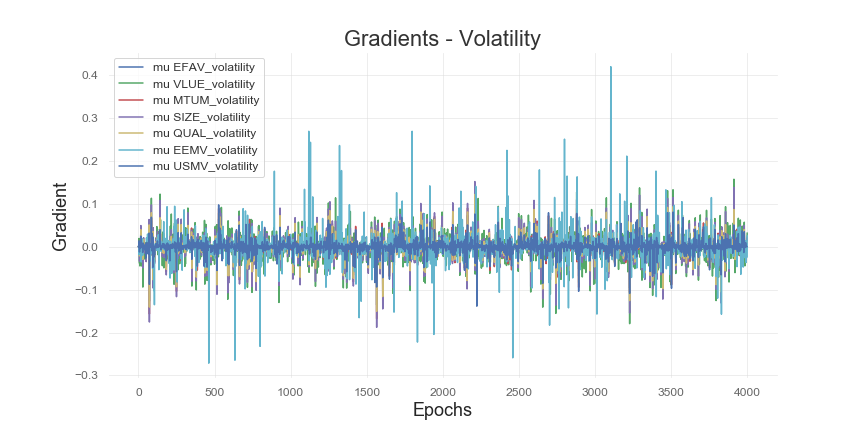 Gradients - Volatility
mu EFAV_volatility
mu VLUE_volatility
mu MTUM_volatility
mu SIZE_volatility
mu QUAL_volatility
mu EEMV_volatility
mu USMV_volatility
Gradient
0.4
0.3
0.2
0.1
0.0
−0.1
−0.2
−0.3
0
500
1000
1500
2000
2500
3000
3500
4000
Epochs